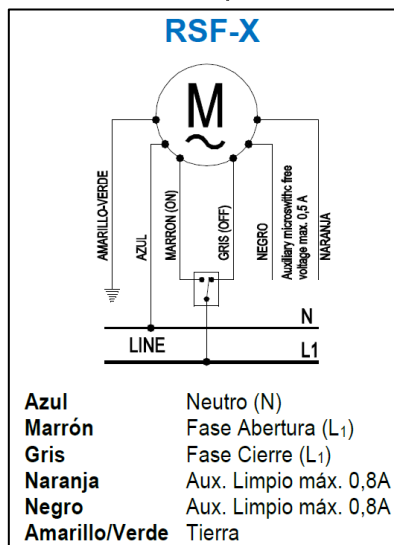 RSF-X
M
AMARILLO-VERDE
AZUL
MARRON (ON)
GRIS (OFF)
NEGRO
Auxiliary microswithc free
voltage max. 0,5 A
NARANJA
N
LINE
L1
Azul Neutro (N)
Marrón Fase Abertura (L1)
Gris Fase Cierre (L1)
Naranja Aux. Limpio máx. 0,8A
Negro Aux. Limpio máx. 0,8A
Amarillo/Verde Tierra